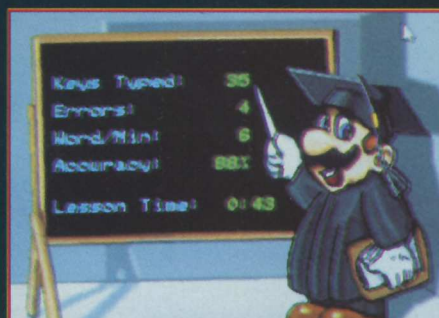 Keys Typed: 35
Errors: 4
Word/Min: 6
Accuracy: 88%
Lesson Time: 0:43